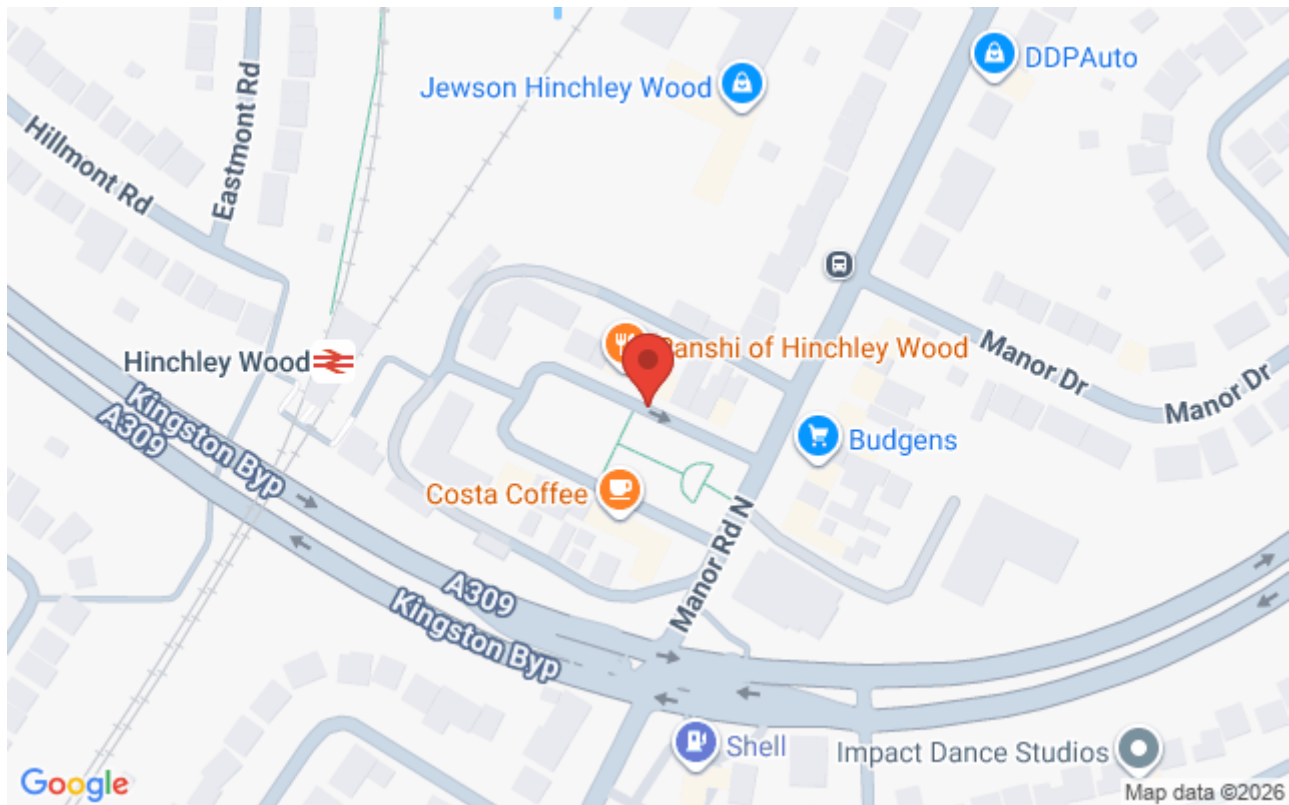 DDPAuto
Jewson Hinchley Wood
Eastmont Rd
Hillmont Rd
Banshi of Hinchley Wood
Hinchley Wood
Manor Dr
Manor Dr
Kingston Byp
A309
Budgens
Costa Coffee
Manor Rd N
A309
Kingston Byp
Shell
Impact Dance Studios
Google
Map data ©2026